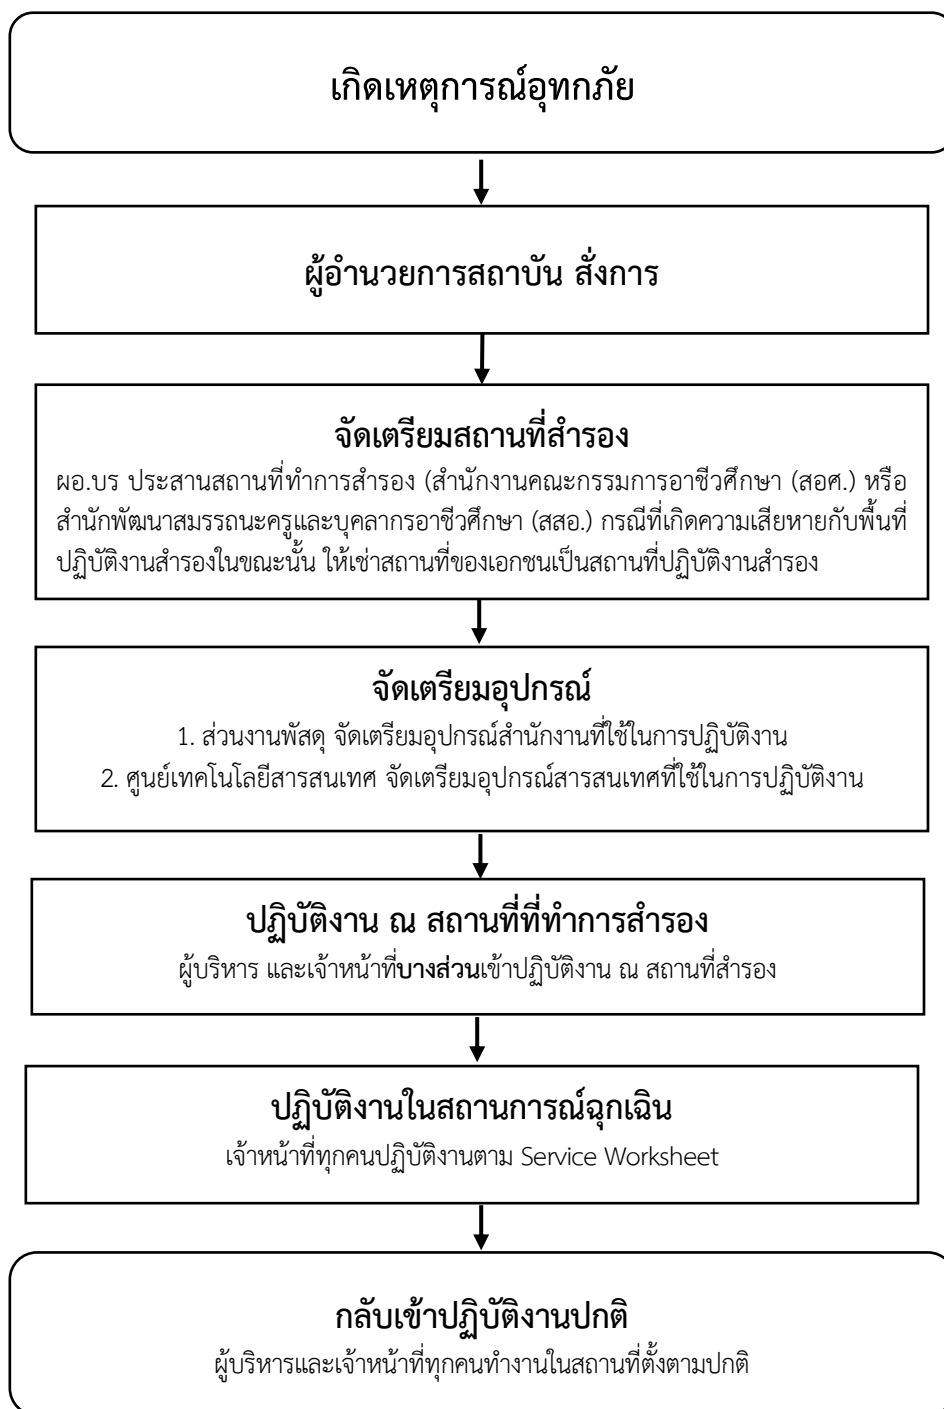 เกิดเหตุการณ์อุทกภัย
ผู้อำนวยการสถาบัน สั่งการ
จัดเตรียมสถานที่สำรอง
ผอ.บร ประสานสถานที่ทำการสำรอง (สำนักงานคณะกรรมการอาชีวศึกษา (สอศ.) หรือ
สำนักพัฒนาสมรรถนะครูและบุคลากรอาชีวศึกษา (สสอ.) กรณีที่เกิดความเสียหายกับพื้นที่
ปฏิบัติงานสำรองในขณะนั้น ให้เช่าสถานที่ของเอกชนเป็นสถานที่ปฏิบัติงานสำรอง
จัดเตรียมอุปกรณ์
1. ส่วนงานพัสดุ จัดเตรียมอุปกรณ์สำนักงานที่ใช้ในการปฏิบัติงาน
2. ศูนย์เทคโนโลยีสารสนเทศ จัดเตรียมอุปกรณ์สารสนเทศที่ใช้ในการปฏิบัติงาน
ปฏิบัติงาน ณ สถานที่ที่ทำการสำรอง
ผู้บริหาร และเจ้าหน้าที่บางส่วนเข้าปฏิบัติงาน ณ สถานที่สำรอง
ปฏิบัติงานในสถานการณ์ฉุกเฉิน
เจ้าหน้าที่ทุกคนปฏิบัติงานตาม Service Worksheet
กลับเข้าปฏิบัติงานปกติ
ผู้บริหารและเจ้าหน้าที่ทุกคนทำงานในสถานที่ตั้งตามปกติ